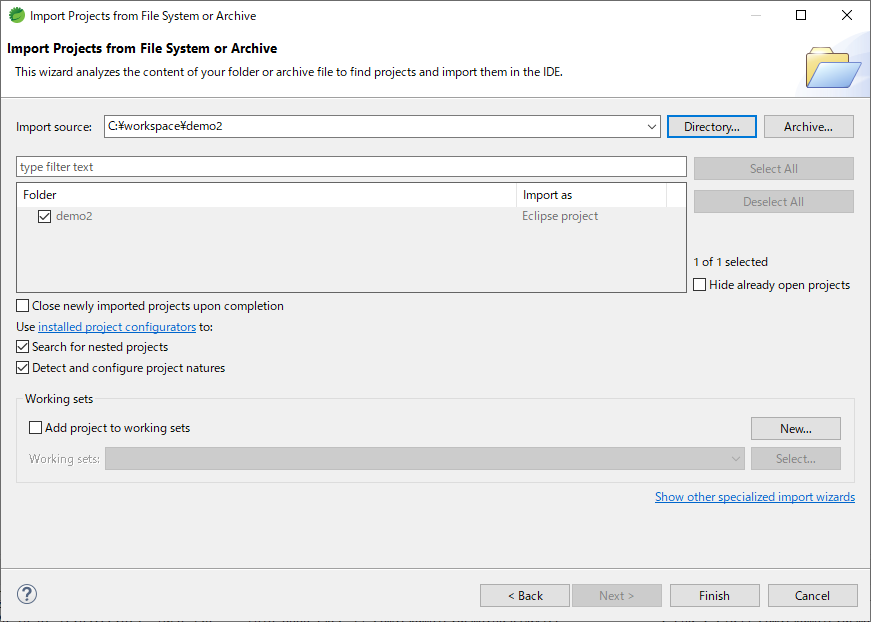 Import Projects from File System or Archive
Import Projects from File System or Archive
This wizard analyzes the content of your folder or archive file to find projects and import them in the IDE.
Import source: C:¥workspace¥demo2 Directory... Archive...
type filter text Select All
Folder Import as
Deselect All
demo2 Eclipse project
1 of 1 selected
Hide already open projects
Close newly imported projects upon completion
Use installed project configurators to:
Search for nested projects
Detect and configure project natures
Working sets
Add project to working sets New...
Working sets: Select...
Show other specialized import wizards
? < Back Next > Finish Cancel